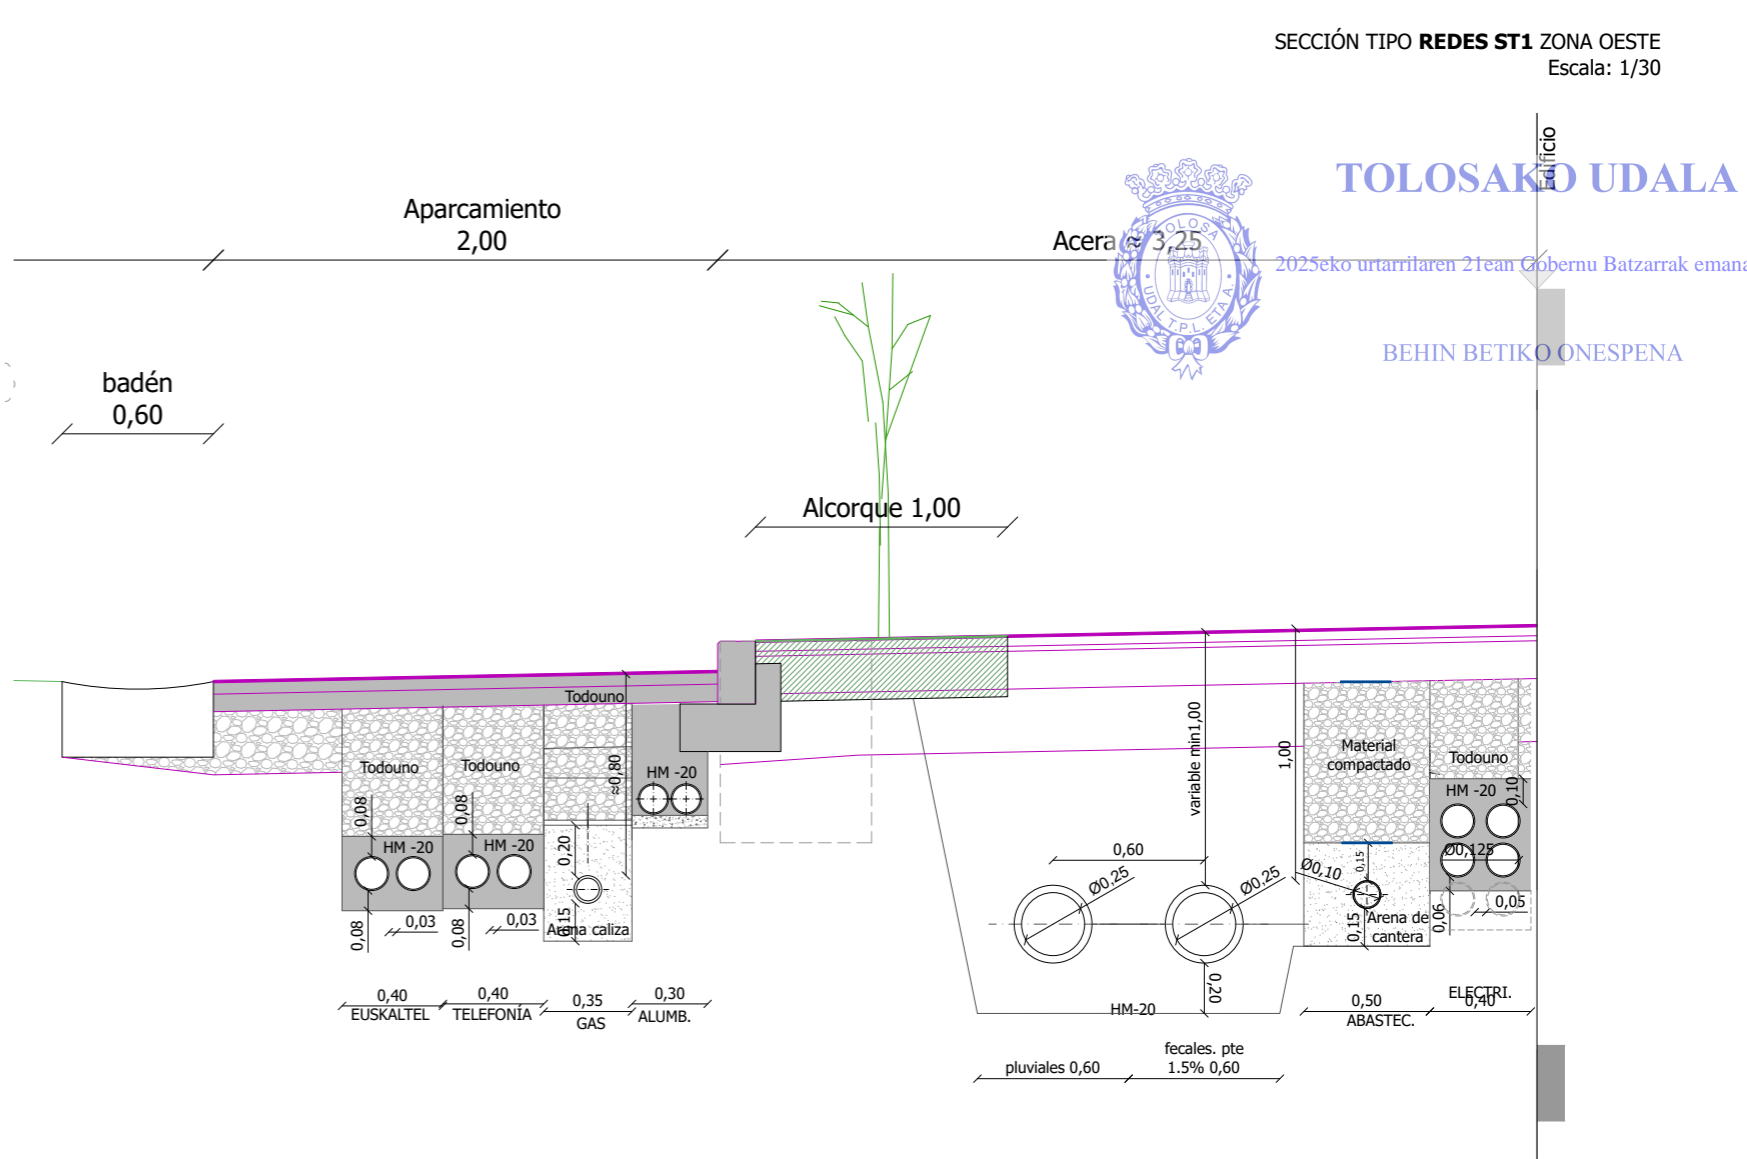 SECCIÓN TIPO REDES ST1 ZONA OESTE
Escala: 1/30
Edificio
TOLOSAKO UDALA
Aparcamiento
2,00
Acera ≈ 3,25
TOLOSA
UDAL T.P.L. ETA A.
2025eko urtarrilaren 21ean Gobernu Batzarrak emana
BEHIN BETIKO ONESPENA
badén
0,60
Alcorque 1,00
Todouno
Todouno
Todouno
≈0,80
HM -20
variable min1,00
1,00
Material
compactado
Todouno
HM -20
0,10
0,08
0,08
HM -20
HM -20
0,20
0,60
Ø0,25
Ø0,25
Ø0,10
0,15
Ø0,125
0,03
0,03
0,08
0,08
0,15
Arena caliza
0,15
Arena de
cantera
0,06
0,05
0,20
HM-20
0,40
EUSKALTEL
0,40
TELEFONÍA
0,35
GAS
0,30
ALUMB.
0,50
ABASTEC.
ELECTRI.
0,40
pluviales 0,60
fecales. pte
1.5% 0,60